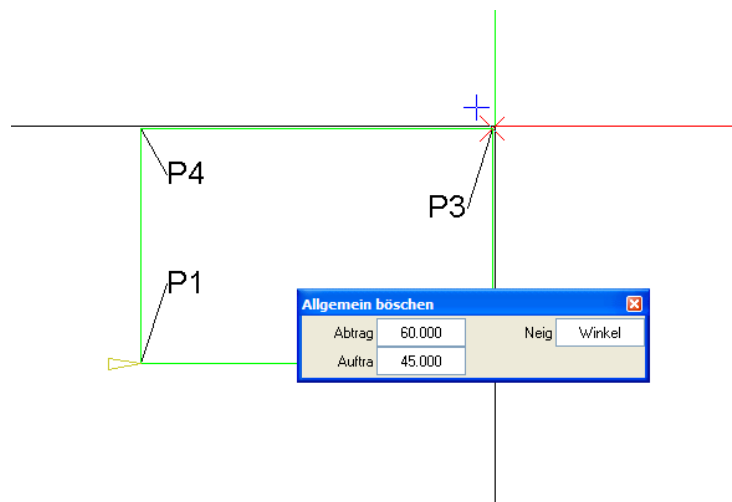 P4
P3
P1
Allgemein böschen
Abtrag 60.000 Neig Winkel
Auftra 45.000